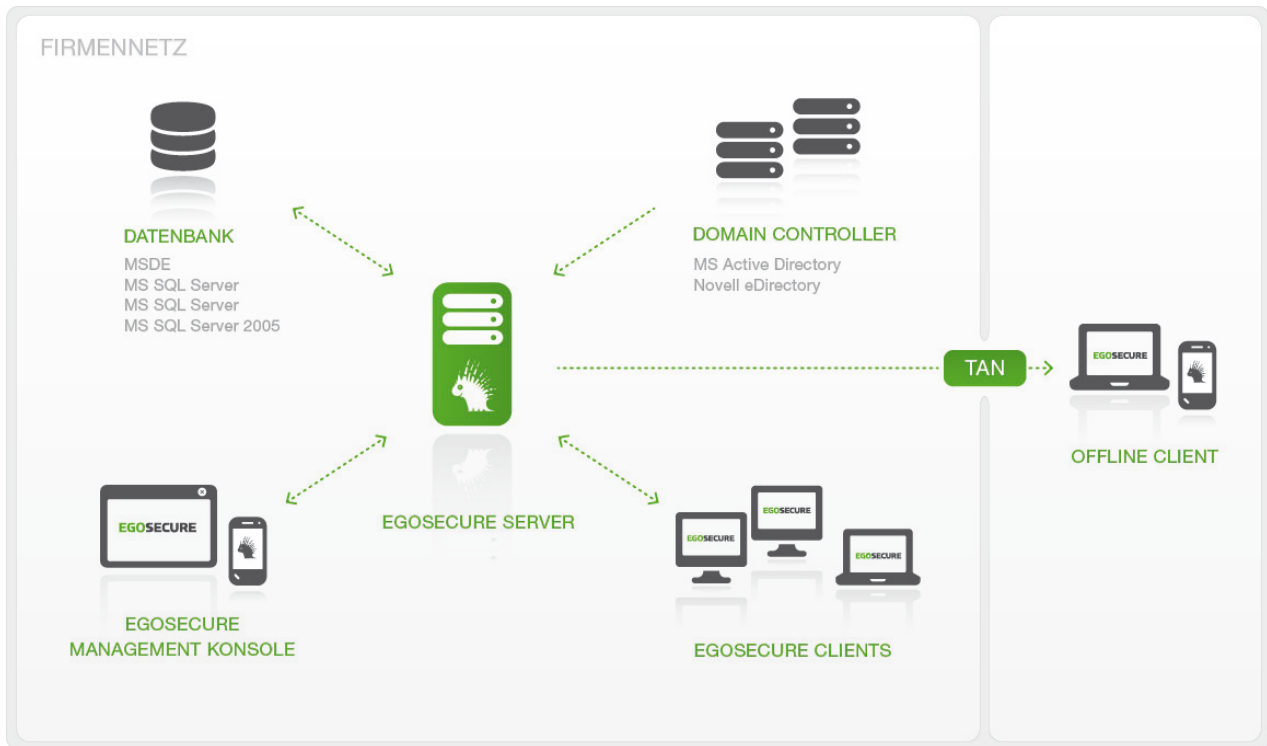 FIRMENNETZ
DATENBANK
MSDE
MS SQL Server
MS SQL Server
MS SQL Server 2005
DOMAIN CONTROLLER
MS Active Directory
Novell eDirectory
TAN
EGOSECURE
OFFLINE CLIENT
EGOSECURE SERVER
EGOSECURE
EGOSECURE
MANAGEMENT KONSOLE
EGOSECURE
EGOSECURE
EGOSECURE
EGOSECURE CLIENTS